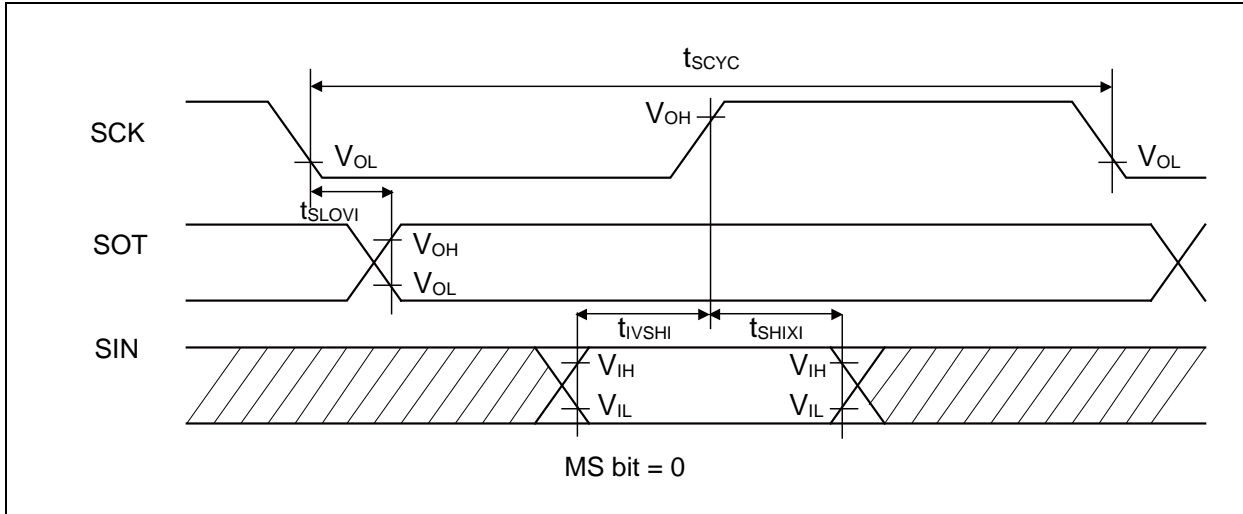 tSCYC
SCK
VOH
VOL
VOL
tSLOVI
SOT
VOH
VOL
tIVSHI
tSHIXI
SIN
VIH
VIH
VIL
VIL
MS bit = 0